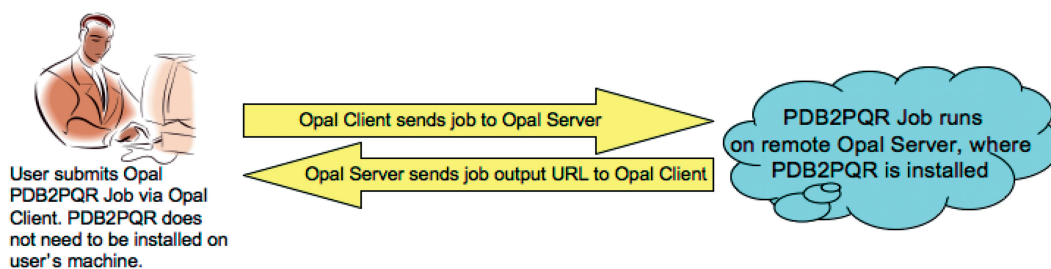 Opal Client sends job to Opal Server
Opal Server sends job output URL to Opal Client
PDB2PQR Job runs
on remote Opal Server, where
PDB2PQR is installed
User submits Opal
PDB2PQR Job via Opal
Client. PDB2PQR does
not need to be installed on
user's machine.